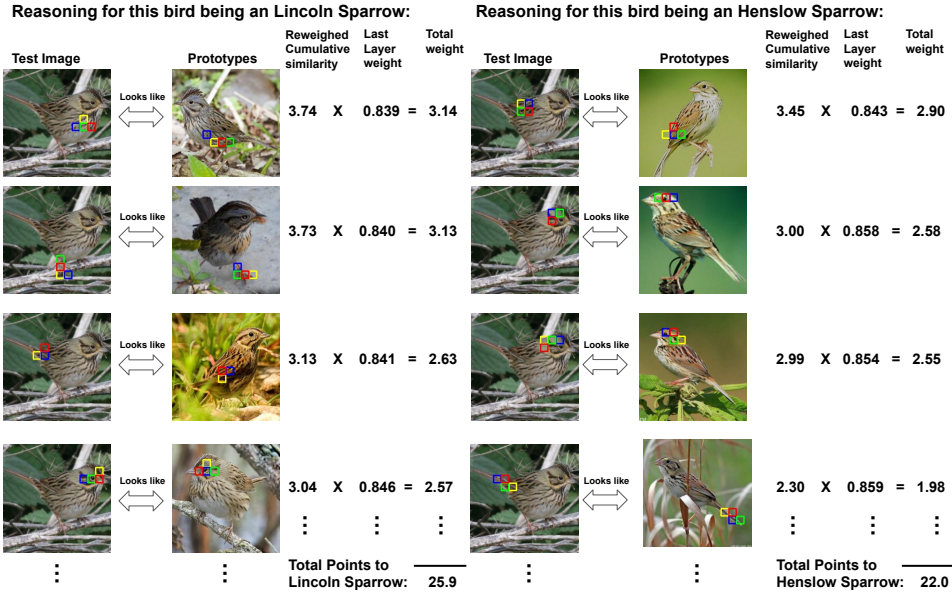 Reasoning for this bird being an Lincoln Sparrow:
Test Image
Prototypes
Reweighed
Cumulative
similarity
Last
Layer
weight
Total
weight
Looks like
3.74 X 0.839 = 3.14
Looks like
3.73 X 0.840 = 3.13
Looks like
3.13 X 0.841 = 2.63
Looks like
3.04 X 0.846 = 2.57
Total Points to
Lincoln Sparrow: 25.9
Reasoning for this bird being an Henslow Sparrow:
Test Image
Prototypes
Reweighed
Cumulative
similarity
Last
Layer
weight
Total
weight
Looks like
3.45 X 0.843 = 2.90
Looks like
3.00 X 0.858 = 2.58
Looks like
2.99 X 0.854 = 2.55
Looks like
2.30 X 0.859 = 1.98
Total Points to
Henslow Sparrow: 22.0